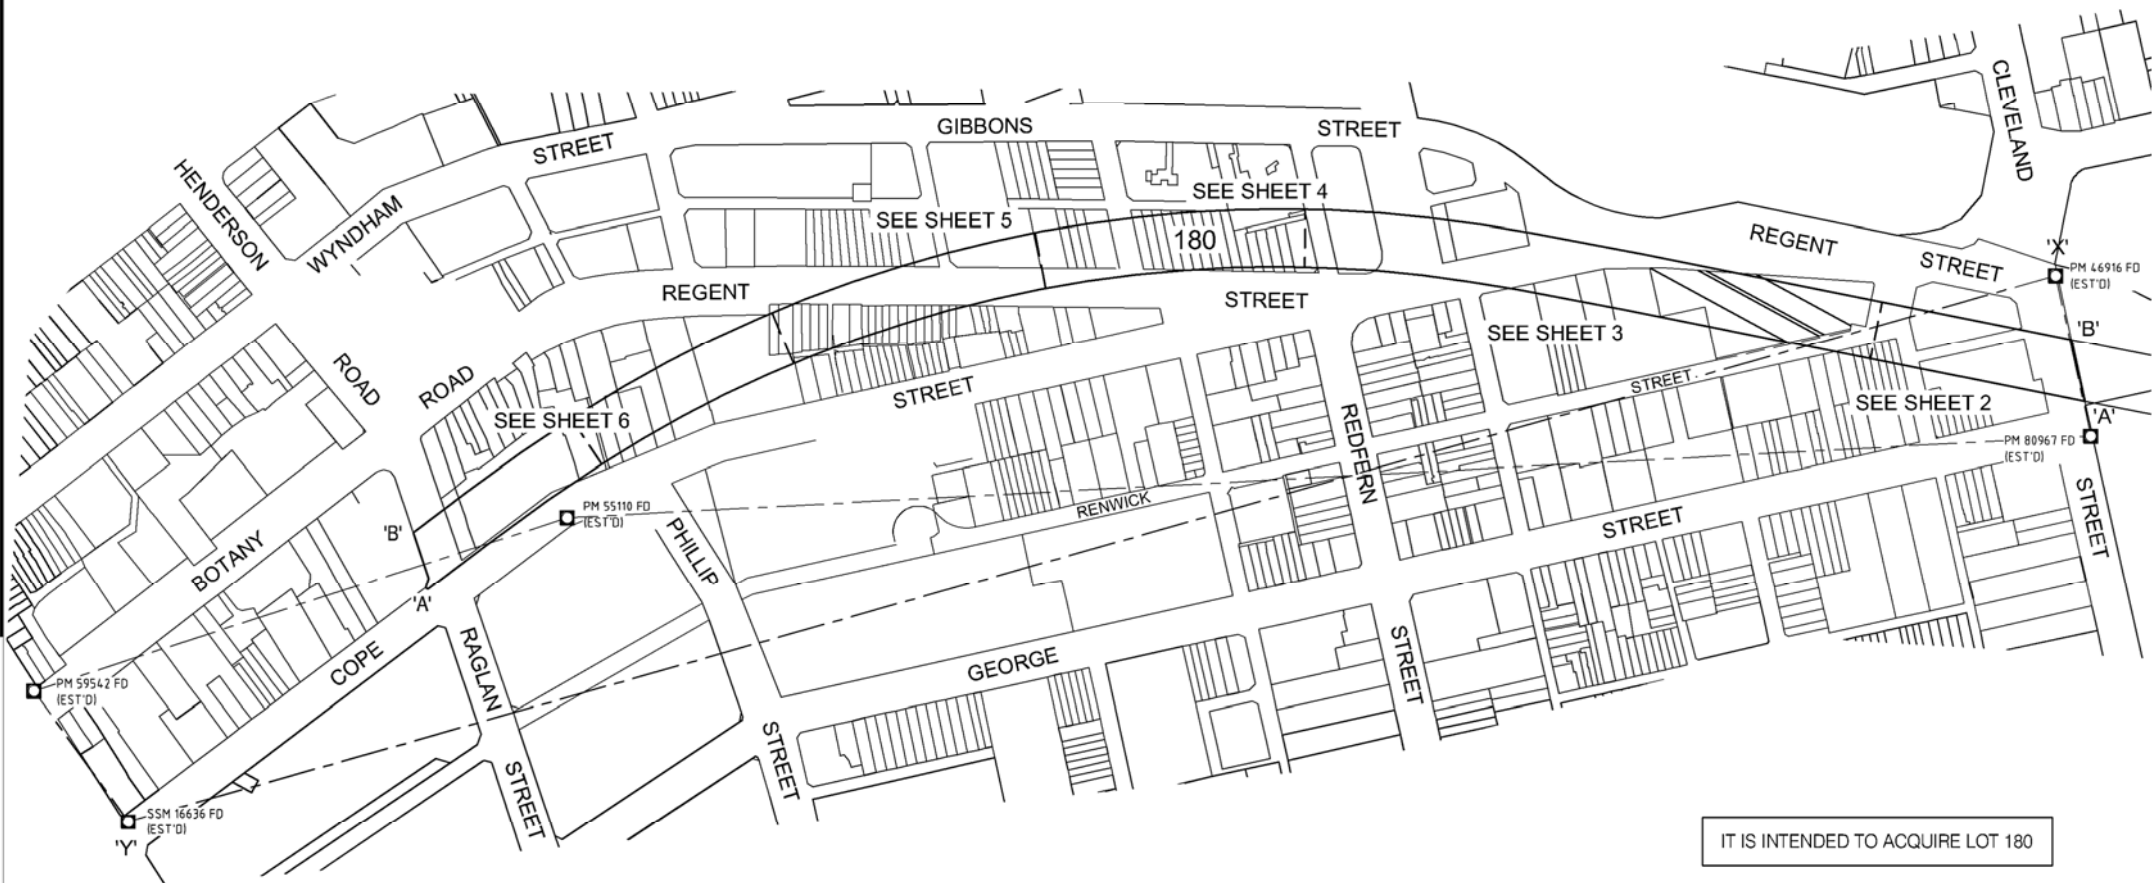 GIBBONS
STREET
CLEVELAND
STREET
HENDERSON
WYNDHAM
SEE SHEET 4
SEE SHEET 5
180
REGENT
STREET
'X'
PM 46916 FD
(EST'D)
REGENT
STREET
'B'
SEE SHEET 3
ROAD
ROAD
STREET
STREET
SEE SHEET 2
'A'
SEE SHEET 6
REDFERN
PM 80967 FD
(EST'D)
PM 55110 FD
(EST'D)
RENWICK
STREET
STREET
'B'
PHILLIP
BOTANY
'A'
RAGLAN
COPE
GEORGE
STREET
PM 59542 FD
(EST'D)
STREET
STREET
SSM 16636 FD
(EST'D)
'Y'
IT IS INTENDED TO ACQUIRE LOT 180